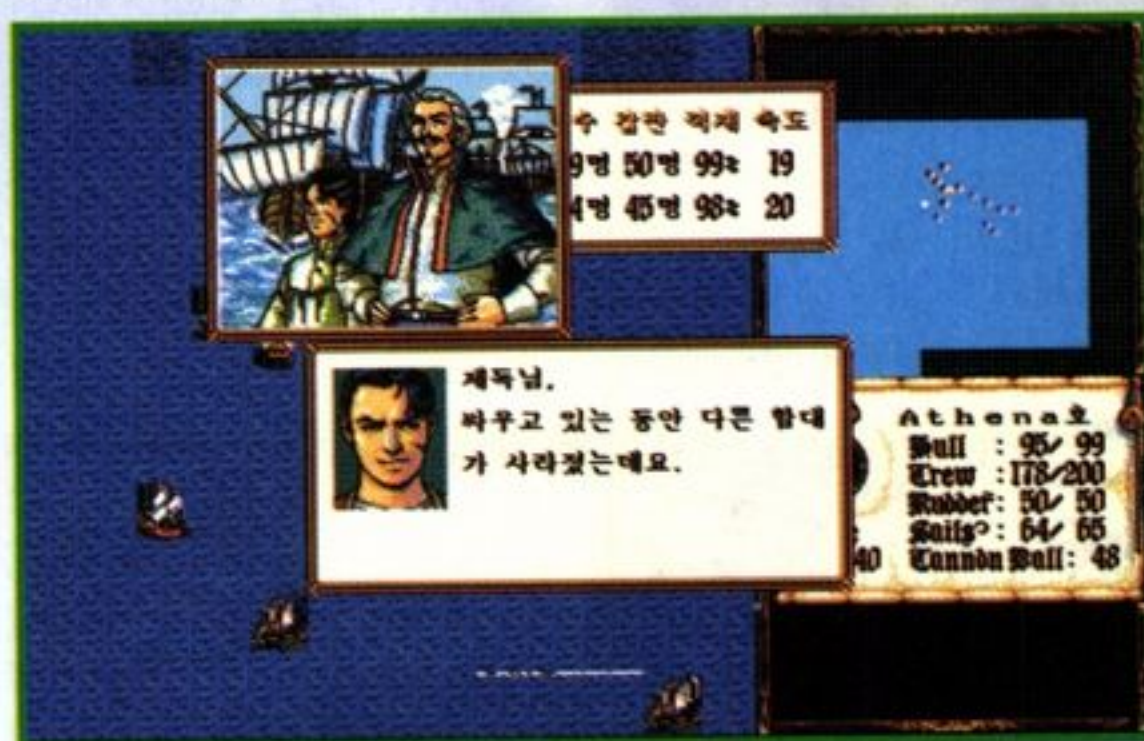 수 갑판 적재 속도
9명 50명 99% 19
4명 45명 98% 20
제독님.
싸우고 있는 동안 다른 함대
가 사라졌는데요.
Athena호
Hull : 95/ 99
Crew :178/200
Rudder: 50/ 50
Sails : 64/ 65
40 Cannon Ball: 48